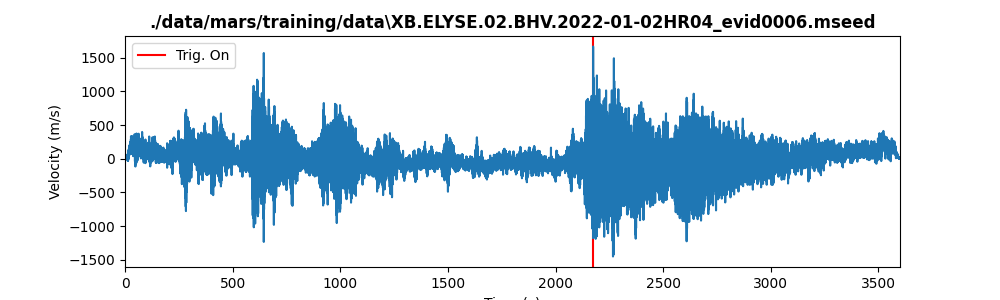 ./data/mars/training/data\XB.ELYSE.02.BHV.2022-01-02HR04_evid0006.mseed
Trig. On
Velocity (m/s)
1500
1000
500
0
−500
−1000
−1500
0 500 1000 1500 2000 2500 3000 3500